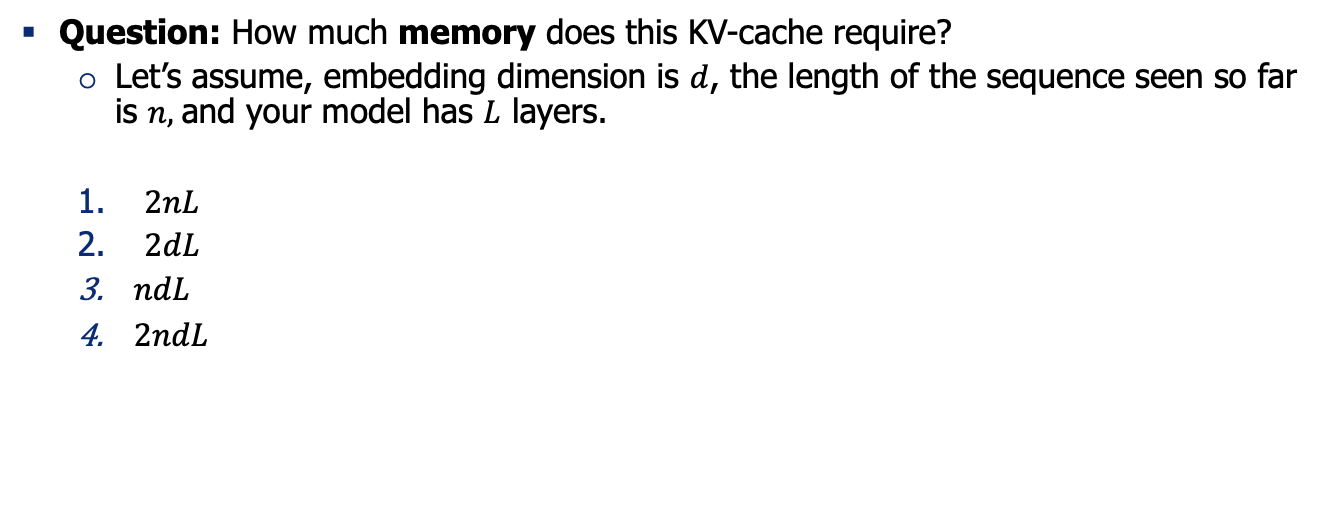 ▪ Question: How much memory does this KV-cache require?
o Let’s assume, embedding dimension is d, the length of the sequence seen so far
is n, and your model has L layers.
1. 2nL
2. 2dL
3. ndL
4. 2ndL